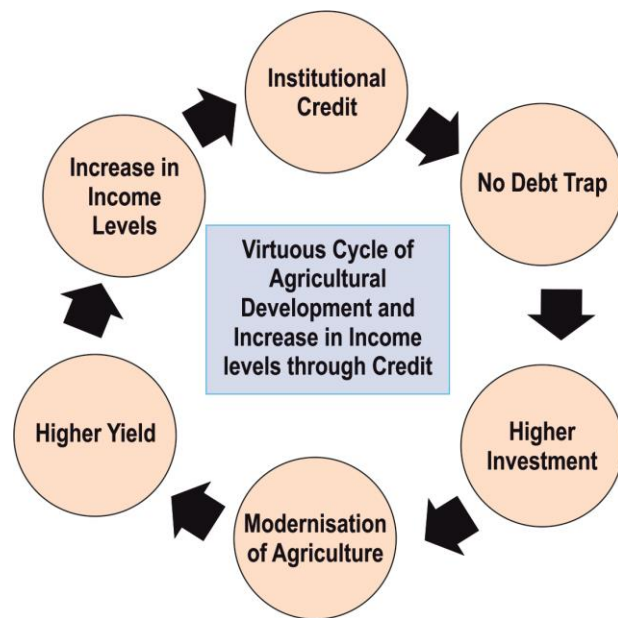 Institutional
Credit
No Debt Trap
Higher
Investment
Modernisation
of Agriculture
Higher Yield
Increase in
Income
Levels
Virtuous Cycle of
Agricultural
Development and
Increase in Income
levels through Credit